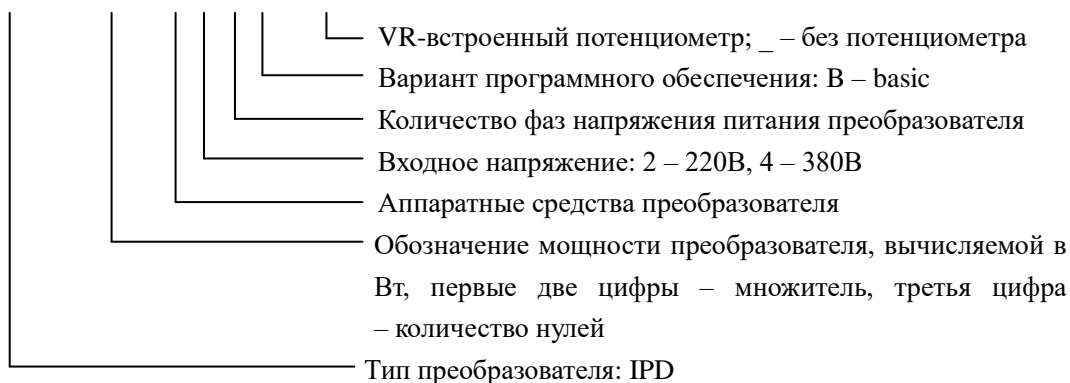 VR-встроенный потенциометр; _ – без потенциометра
Вариант программного обеспечения: B – basic
Количество фаз напряжения питания преобразователя
Входное напряжение: 2 – 220В, 4 – 380В
Аппаратные средства преобразователя
Обозначение мощности преобразователя, вычисляемой в
Вт, первые две цифры – множитель, третья цифра
– количество нулей
Тип преобразователя: IPD